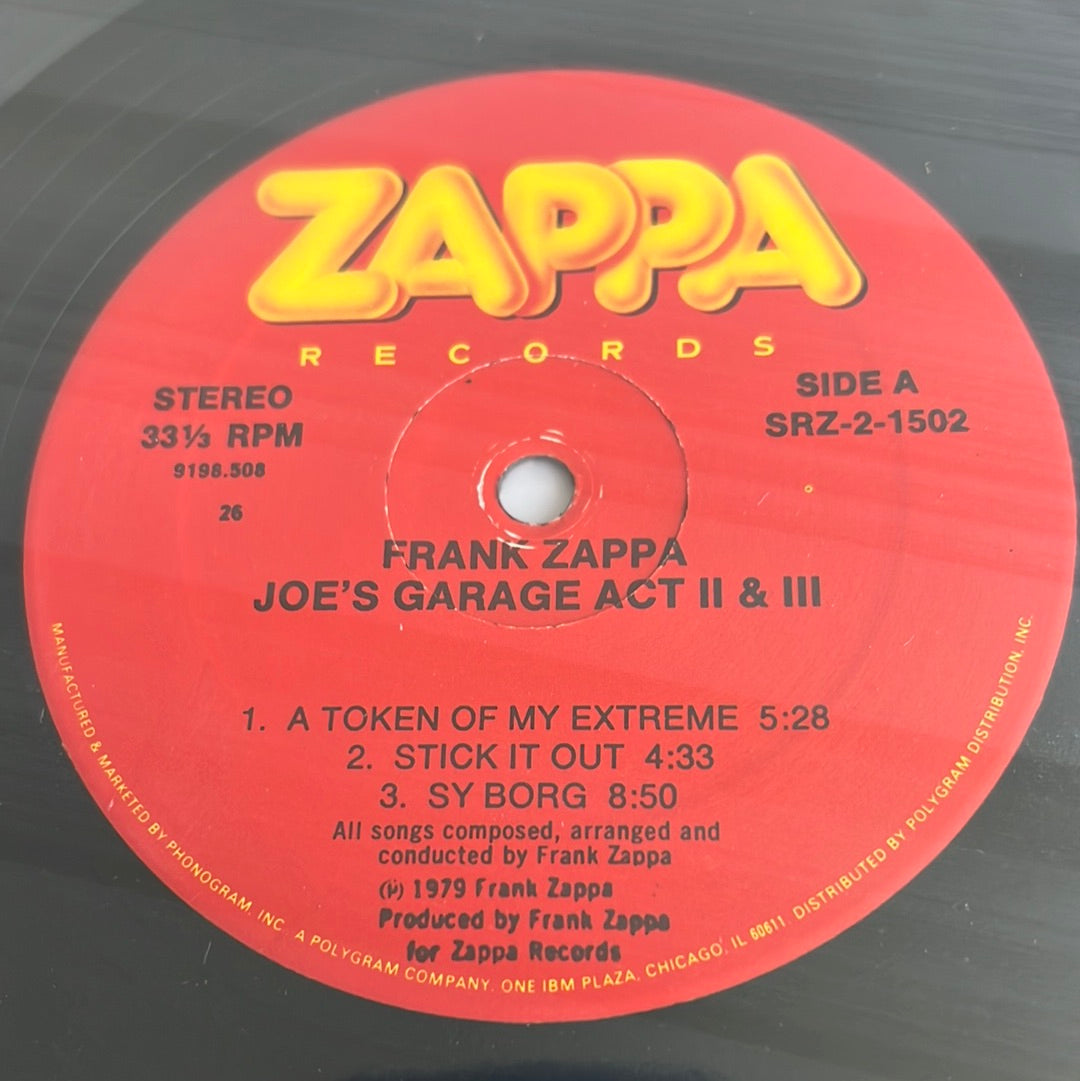 ZAPPA
RECORDS
STEREO
33⅓ RPM
9198.508
26
SIDE A
SRZ-2-1502
FRANK ZAPPA
JOE'S GARAGE ACT II & III
1. A TOKEN OF MY EXTREME 5:28
2. STICK IT OUT 4:33
3. SY BORG 8:50
All songs composed, arranged and
conducted by Frank Zappa
℗ 1979 Frank Zappa
Produced by Frank Zappa
for Zappa Records
MANUFACTURED & MARKETED BY PHONOGRAM, INC. A POLYGRAM COMPANY. ONE IBM PLAZA, CHICAGO, IL 60611. DISTRIBUTED BY POLYGRAM DISTRIBUTION, INC.